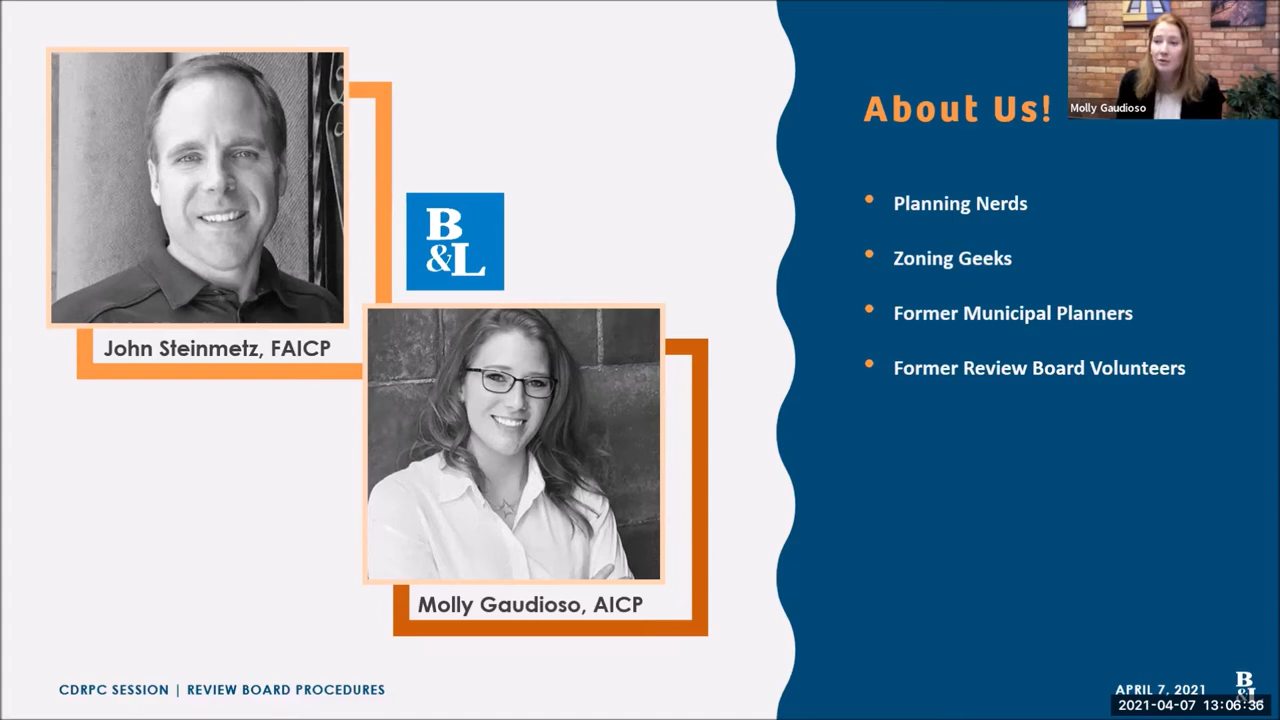 About Us!
Molly Gaudioso
Planning Nerds
Zoning Geeks
Former Municipal Planners
Former Review Board Volunteers
B
&L
John Steinmetz, FAICP
Molly Gaudioso, AICP
CDRPC SESSION | REVIEW BOARD PROCEDURES
APRIL 7, 2021
B
&L
2021-04-07 13:06:36